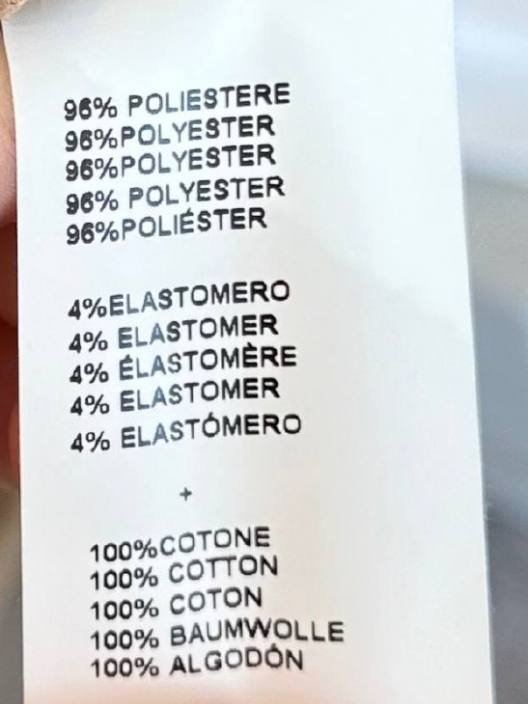 96% POLIESTERE
96%POLYESTER
96%POLYESTER
96% POLYESTER
96%POLIÉSTER
4%ELASTOMERO
4% ELASTOMER
4% ÉLASTOMÈRE
4% ELASTOMER
4% ELASTÓMERO
+
100%COTONE
100% COTTON
100% COTON
100% BAUMWOLLE
100% ALGODÓN